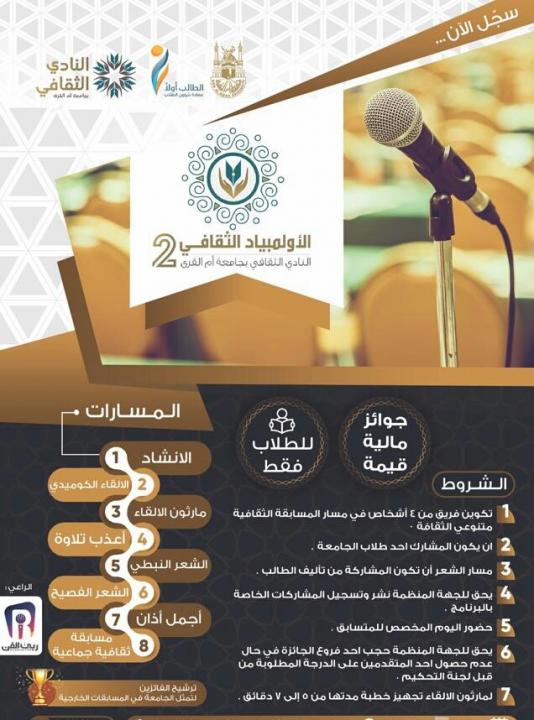 سجّل الآن ...
النادي
الثقافي
بجامعة أم القرى
الطالب أولاً
عمادة شؤون الطلاب
الأولمبياد الثقافي 2
النادي الثقافي بجامعة أم القرى
جوائز
مالية
قيمة
للطلاب
فقط
المسارات
1 الانشاد
2 الالقاء الكوميدي
3 مارثون الالقاء
4 أعذب تلاوة
5 الشعر النبطي
6 الشعر الفصيح
7 أجمل أذان
8 مسابقة
ثقافية جماعية
ترشيح الفائزين
لتمثل الجامعة في المسابقات الخارجية
الراعي :
الشروط
1 تكوين فريق من ٤ أشخاص في مسار المسابقة الثقافية
متنوعي الثقافة .
2 أن يكون المشارك احد طلاب الجامعة .
3 مسار الشعر أن تكون المشاركة من تأليف الطالب .
4 يحق للجهة المنظمة نشر وتسجيل المشاركات الخاصة
بالبرنامج .
5 حضور اليوم المخصص للمتسابق .
6 يحق للجهة المنظمة حجب احد فروع الجائزة في حال
عدم حصول احد المتقدمين على الدرجة المطلوبة من
قبل لجنة التحكيم .
7 لمارثون الالقاء تجهيز خطبة مدتها من ٥ إلى ٧ دقائق .